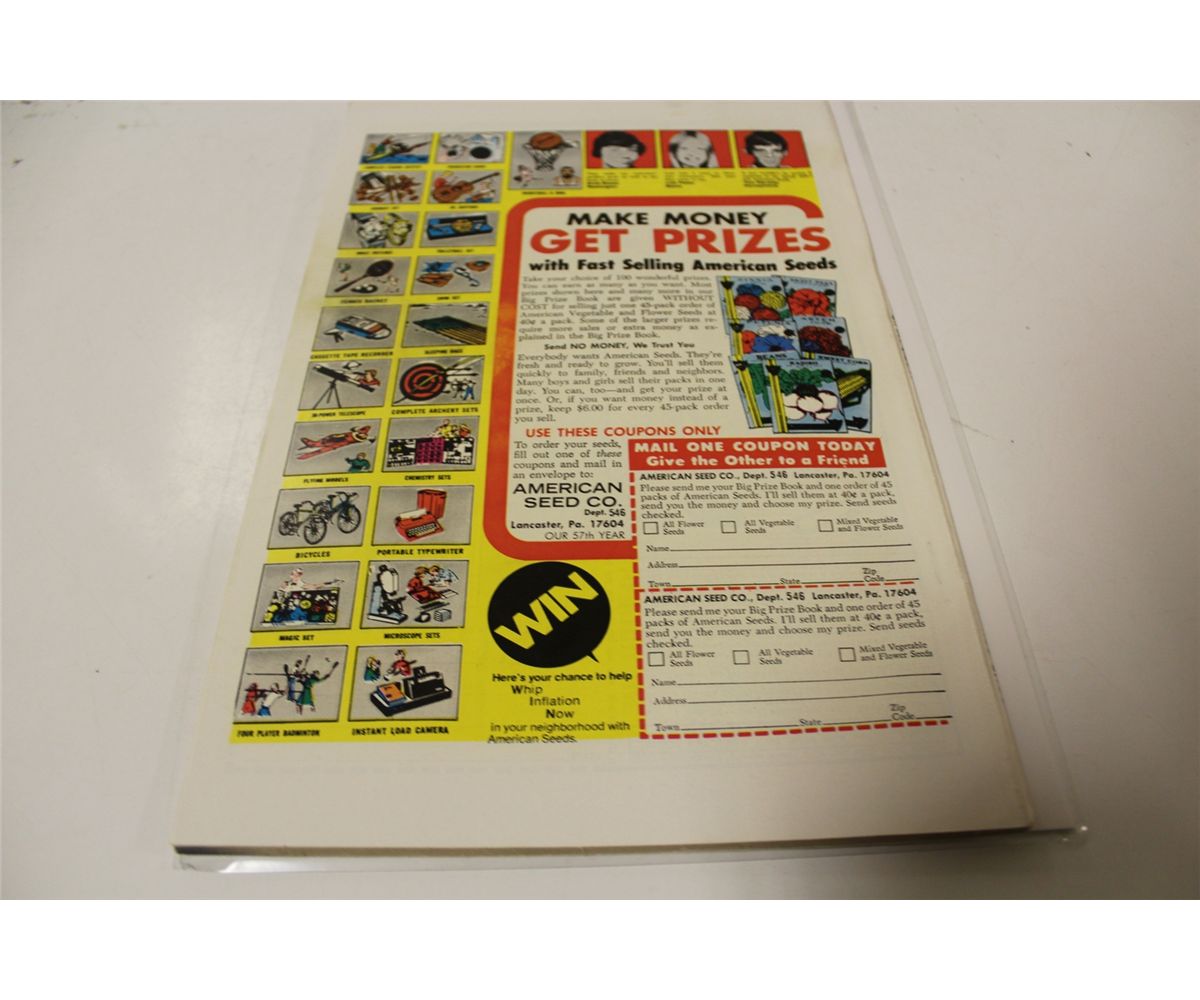 MAKE MONEY
GET PRIZES
with Fast Selling American Seeds
Take your choice of 100 wonderful prizes.
You can earn as many as you want. Most
prizes shown here and many more in our
Big Prize Book are given WITHOUT
COST for selling just one 45-pack order of
American Vegetable and Flower Seeds at
40¢ a pack. Some of the larger prizes re-
quire more sales or extra money as ex-
plained in the Big Prize Book.
Send NO MONEY, We Trust You
Everybody wants American Seeds. They're
fresh and ready to grow. You'll sell them
quickly to family, friends and neighbors.
Many boys and girls sell their packs in one
day. You can, too—and get your prize at
once. Or, if you want money instead of a
prize, keep $6.00 for every 45-pack order
you sell.
BEANS
RADISH
SWEET CORN
USE THESE COUPONS ONLY
To order your seeds,
fill out one of these
coupons and mail in
an envelope to:
AMERICAN
SEED CO.
Dept. 546
Lancaster, Pa. 17604
OUR 57th YEAR
MAIL ONE COUPON TODAY
Give the Other to a Friend
AMERICAN SEED CO., Dept. 546 Lancaster, Pa. 17604
Please send me your Big Prize Book and one order of 45
packs of American Seeds. I'll sell them at 40¢ a pack,
send you the money and choose my prize. Send seeds
checked.
All Flower Seeds
All Vegetable Seeds
Mixed Vegetable and Flower Seeds
Name
Address
Town State Zip Code
AMERICAN SEED CO., Dept. 546 Lancaster, Pa. 17604
Please send me your Big Prize Book and one order of 45
packs of American Seeds. I'll sell them at 40¢ a pack,
send you the money and choose my prize. Send seeds
checked.
All Flower Seeds
All Vegetable Seeds
Mixed Vegetable and Flower Seeds
Name
Address
Town State Zip Code
WIN
Here's your chance to help
Whip
Inflation
Now
in your neighborhood with
American Seeds.
TENNIS RACKET
CASSETTE TAPE RECORDER
SLEEPING BAGS
30-POWER TELESCOPE
COMPLETE ARCHERY SETS
FLYING MODELS
CHEMISTRY SETS
BICYCLES
PORTABLE TYPEWRITER
MAGIC SET
MICROSCOPE SETS
FOUR PLAYER BADMINTON
INSTANT LOAD CAMERA